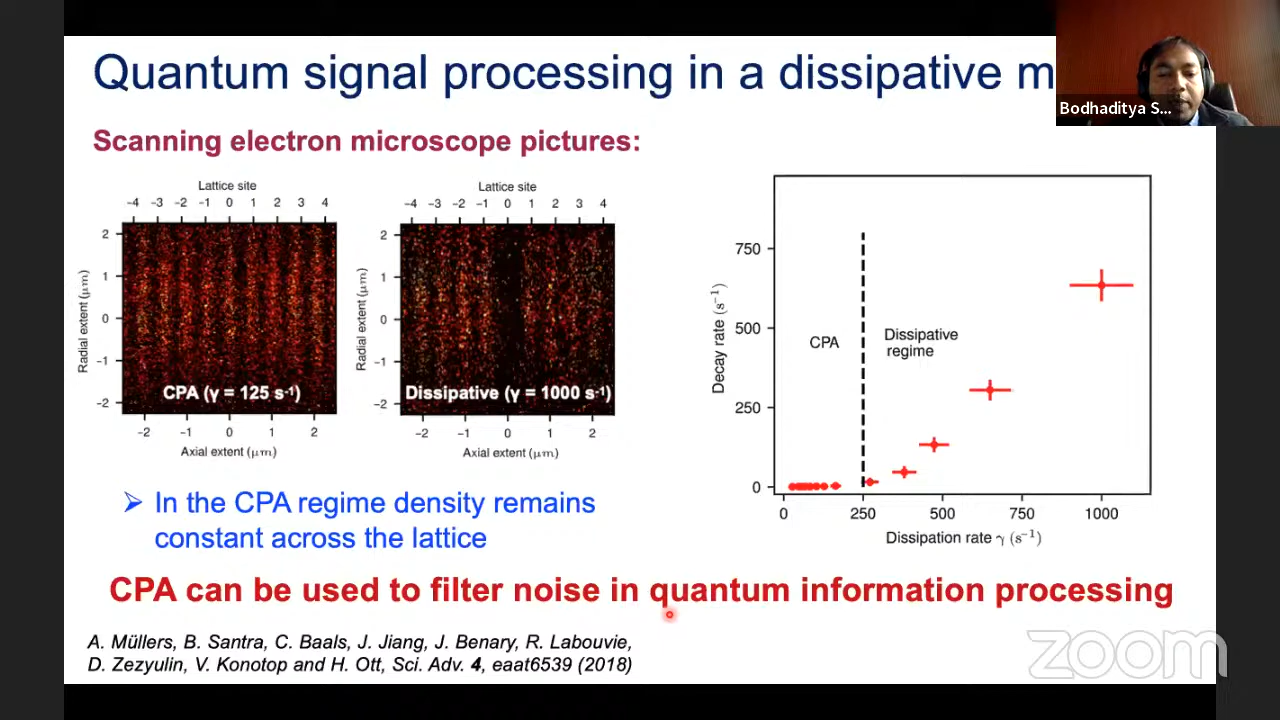 Quantum signal processing in a dissipative m
Bodhaditya S...
Scanning electron microscope pictures:
Lattice site
−4 −3 −2 −1 0 1 2 3 4
2
1
0
−1
−2
Radial extent (μm)
CPA (γ = 125 s-1)
−2 −1 0 1 2
Axial extent (μm)
Lattice site
−4 −3 −2 −1 0 1 2 3 4
2
1
0
−1
−2
Radial extent (μm)
Dissipative (γ = 1000 s-1)
−2 −1 0 1 2
Axial extent (μm)
750
500
250
0
Decay rate (s⁻¹)
CPA
Dissipative
regime
0 250 500 750 1000
Dissipation rate γ (s⁻¹)
➢ In the CPA regime density remains
constant across the lattice
CPA can be used to filter noise in quantum information processing
A. Müllers, B. Santra, C. Baals, J. Jiang, J. Benary, R. Labouvie,
D. Zezyulin, V. Konotop and H. Ott, Sci. Adv. 4, eaat6539 (2018)
zoom